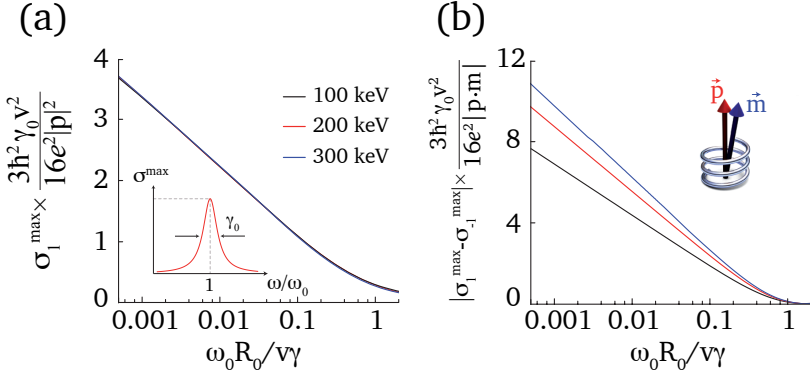 (a)
σ₁ᵐᵃˣ × 3ħ²γ₀v² / 16e²|p|²
4
3
2
1
0
100 keV
200 keV
300 keV
σᵐᵃˣ
γ₀
1
ω/ω₀
0.001
0.01
0.1
1
ω₀R₀/vγ
(b)
|σ₁ᵐᵃˣ-σ₋₁ᵐᵃˣ| × 3ħ²γ₀v² / 16e²|p·m|
12
8
4
0
p⃗
m⃗
0.001
0.01
0.1
1
ω₀R₀/vγ